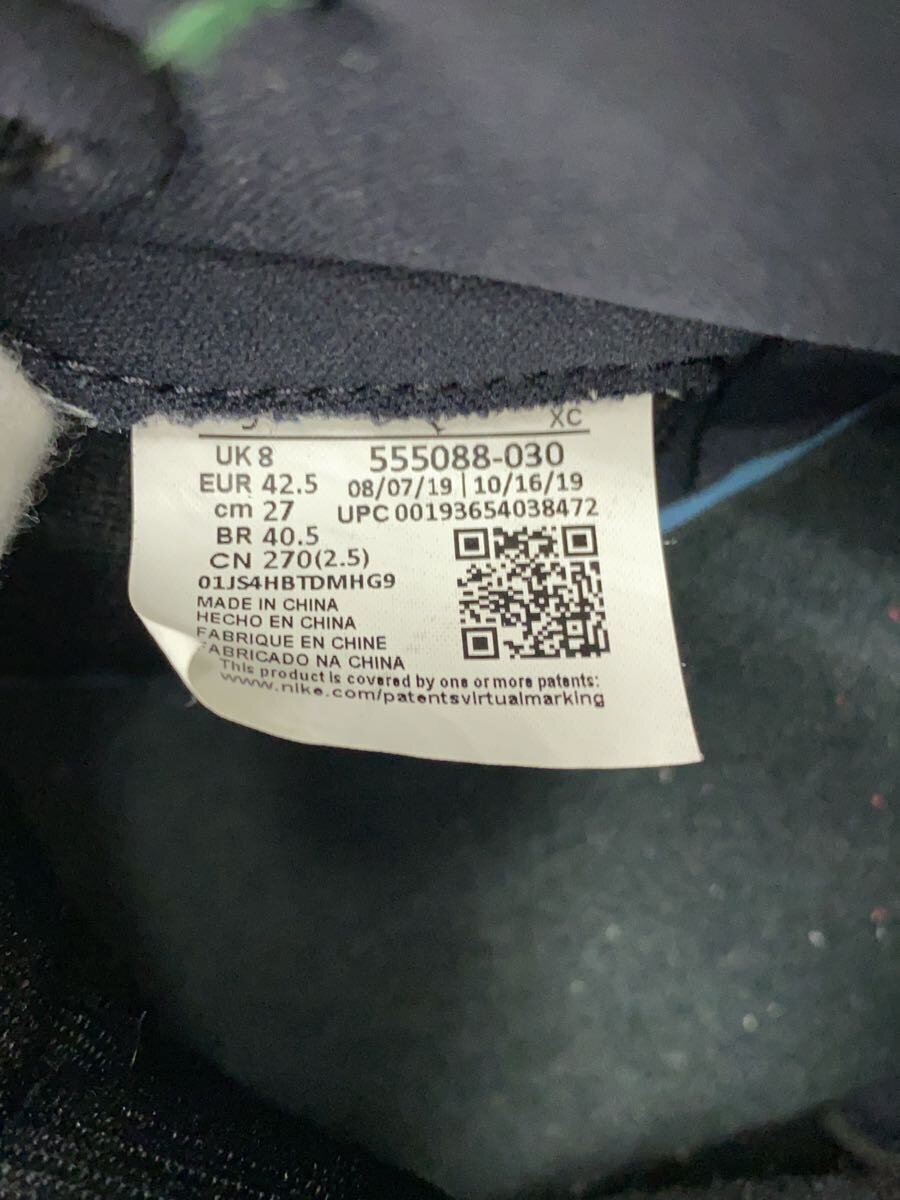 XC
UK 8 555088-030
EUR 42.5 08/07/19 | 10/16/19
cm 27 UPC 00193654038472
BR 40.5
CN 270(2.5)
01JS4HBTDMHG9
MADE IN CHINA
HECHO EN CHINA
FABRIQUE EN CHINE
FABRICADO NA CHINA
This product is covered by one or more patents:
www.nike.com/patentsvirtualmarking